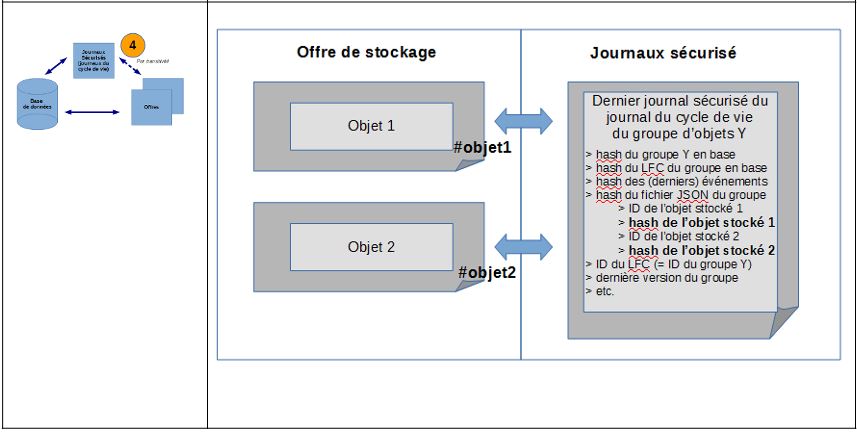 4
Journaux
Sécurisés
(journaux du
cycle de vie)
Par transitivité
Base
de données
Offres
Offre de stockage
Journaux sécurisé
Objet 1
#objet1
Objet 2
#objet2
Dernier journal sécurisé du
journal du cycle de vie
du groupe d'objets Y
> hash du groupe Y en base
> hash du LFC du groupe en base
> hash des (derniers) événements
> hash du fichier JSON du groupe
> ID de l'objet sttocké 1
> hash de l'objet stocké 1
> ID de l'objet stocké 2
> hash de l'objet stocké 2
> ID du LFC (= ID du groupe Y)
> dernière version du groupe
> etc.